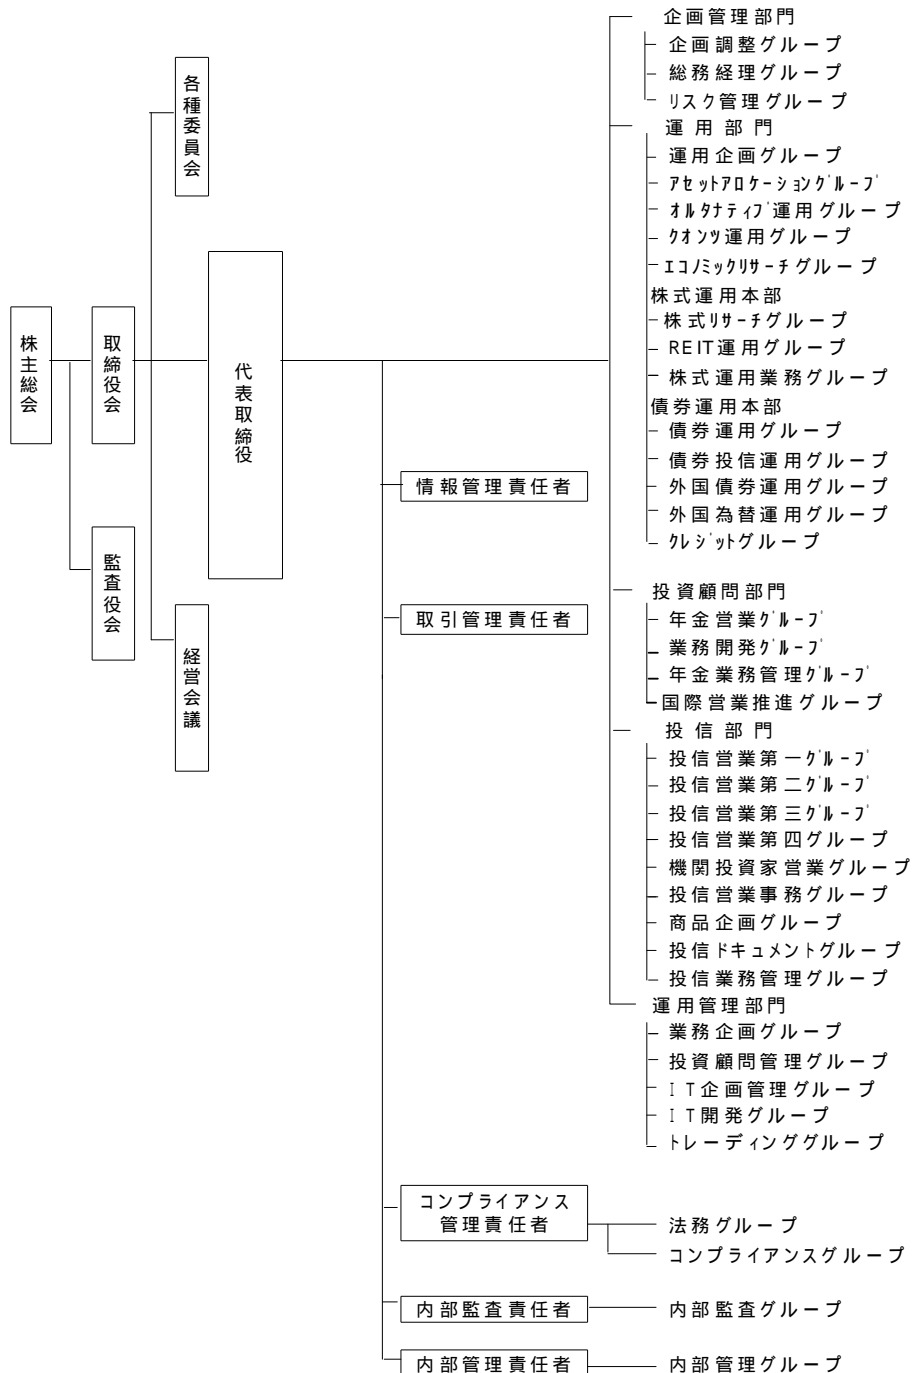 株主総会
取締役会
監査役会
各種委員会
経営会議
代表取締役
企画管理部門
企画調整グループ
総務経理グループ
リスク管理グループ
運用部門
運用企画グループ
アセットアロケーショングループ
オルタナティブ運用グループ
クオンツ運用グループ
エコノミックリサーチグループ
株式運用本部
株式リサーチグループ
REIT運用グループ
株式運用業務グループ
債券運用本部
債券運用グループ
債券投信運用グループ
外国債券運用グループ
外国為替運用グループ
クレジットグループ
情報管理責任者
取引管理責任者
投資顧問部門
年金営業グループ
業務開発グループ
年金業務管理グループ
国際営業推進グループ
投信部門
投信営業第一グループ
投信営業第二グループ
投信営業第三グループ
投信営業第四グループ
機関投資家営業グループ
投信営業事務グループ
商品企画グループ
投信ドキュメントグループ
投信業務管理グループ
運用管理部門
業務企画グループ
投資顧問管理グループ
IT企画管理グループ
IT開発グループ
トレーディンググループ
コンプライアンス
管理責任者
法務グループ
コンプライアンスグループ
内部監査責任者
内部監査グループ
内部管理責任者
内部管理グループ